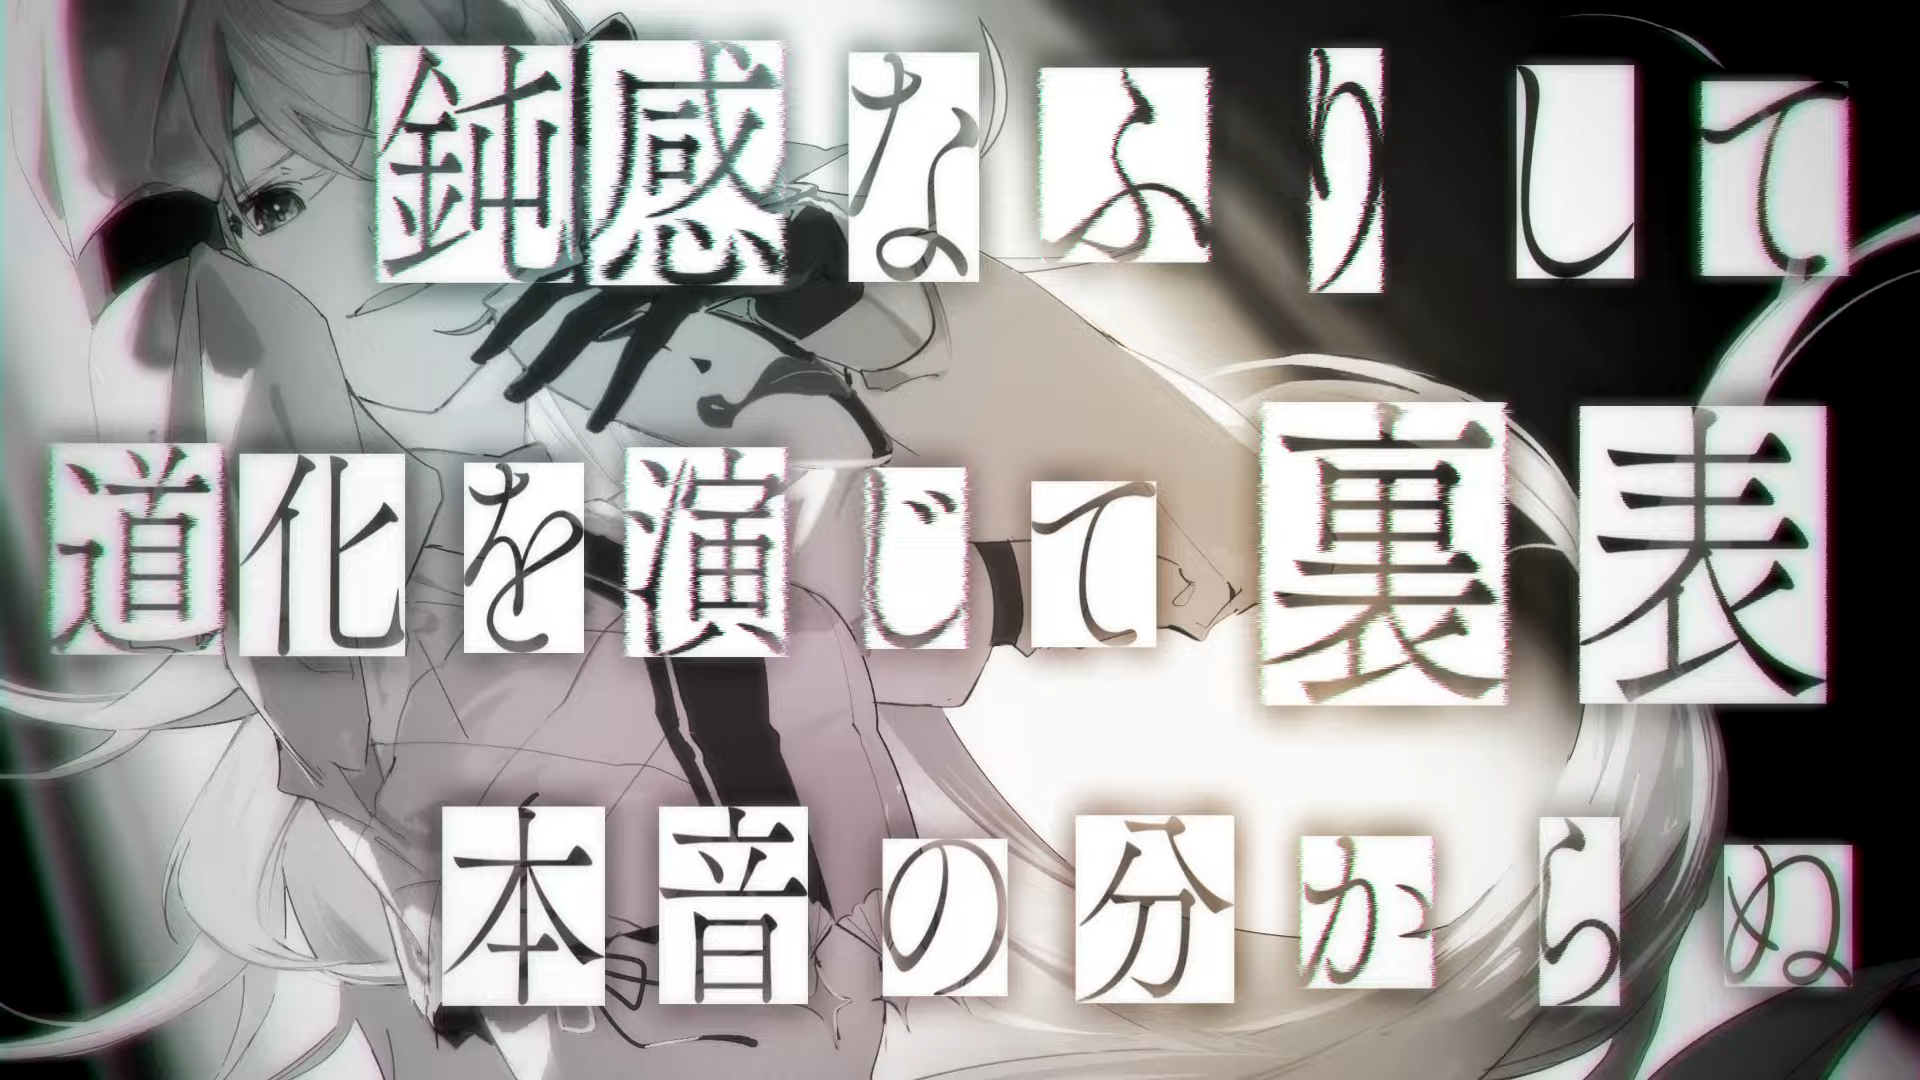 鈍感なふりして
道化を演じて裏表
本音の分からぬ